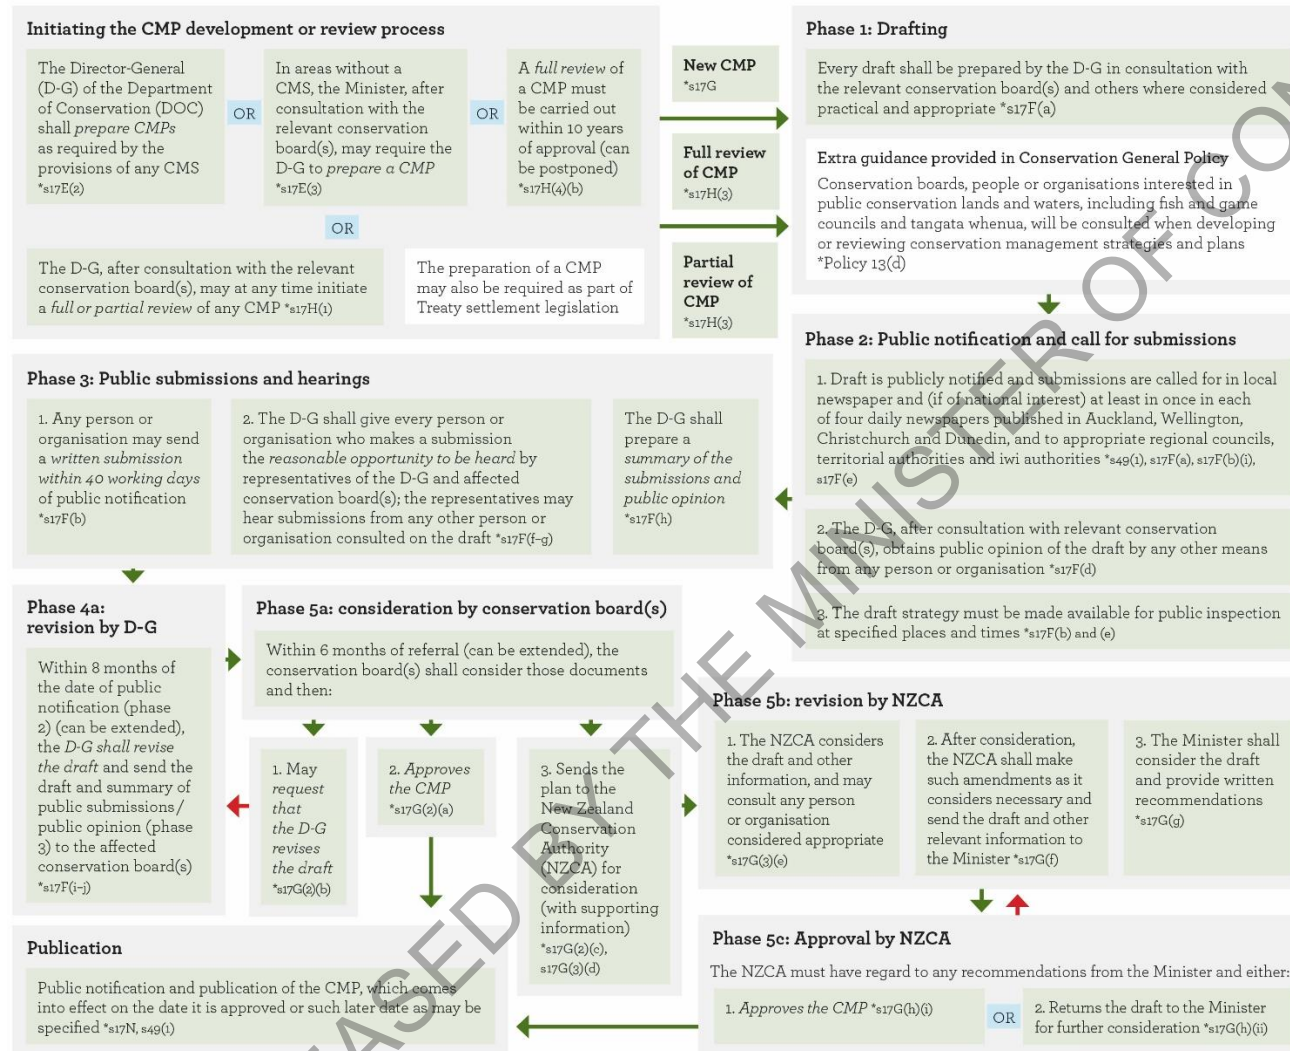 Initiating the CMP development or review process
The Director-General
(D-G) of the Department
of Conservation (DOC)
shall prepare CMPs
as required by the
provisions of any CMS
*s17E(2)
OR
In areas without a
CMS, the Minister, after
consultation with the
relevant conservation
board(s), may require the
D-G to prepare a CMP
*s17E(3)
OR
A full review of
a CMP must
be carried out
within 10 years
of approval (can
be postponed)
*s17H(4)(b)
OR
The D-G, after consultation with the relevant
conservation board(s), may at any time initiate
a full or partial review of any CMP *s17H(1)
The preparation of a CMP
may also be required as part of
Treaty settlement legislation
New CMP
*s17G
Full review
of CMP
*s17H(3)
Partial
review of
CMP
*s17H(3)
Phase 1: Drafting
Every draft shall be prepared by the D-G in consultation with
the relevant conservation board(s) and others where considered
practical and appropriate *s17F(a)
Extra guidance provided in Conservation General Policy
Conservation boards, people or organisations interested in
public conservation lands and waters, including fish and game
councils and tangata whenua, will be consulted when developing
or reviewing conservation management strategies and plans
*Policy 13(d)
Phase 2: Public notification and call for submissions
1. Draft is publicly notified and submissions are called for in local
newspaper and (if of national interest) at least in once in each
of four daily newspapers published in Auckland, Wellington,
Christchurch and Dunedin, and to appropriate regional councils,
territorial authorities and iwi authorities *s49(1), s17F(a), s17F(b)(i),
s17F(e)
2. The D-G, after consultation with relevant conservation
board(s), obtains public opinion of the draft by any other means
from any person or organisation *s17F(d)
3. The draft strategy must be made available for public inspection
at specified places and times *s17F(b) and (e)
Phase 3: Public submissions and hearings
1. Any person or
organisation may send
a written submission
within 40 working days
of public notification
*s17F(b)
2. The D-G shall give every person or
organisation who makes a submission
the reasonable opportunity to be heard by
representatives of the D-G and affected
conservation board(s); the representatives may
hear submissions from any other person or
organisation consulted on the draft *s17F(f–g)
The D-G shall
prepare a
summary of the
submissions and
public opinion
*s17F(h)
Phase 4a:
revision by D-G
Within 8 months of
the date of public
notification (phase
2) (can be extended),
the D-G shall revise
the draft and send the
draft and summary of
public submissions/
public opinion (phase
3) to the affected
conservation board(s)
*s17F(i–j)
Phase 5a: consideration by conservation board(s)
Within 6 months of referral (can be extended), the
conservation board(s) shall consider those documents
and then:
1. May
request
that
the D-G
revises
the draft
*s17G(2)(b)
2. Approves
the CMP
*s17G(2)(a)
3. Sends the
plan to the
New Zealand
Conservation
Authority
(NZCA) for
consideration
(with supporting
information)
*s17G(2)(c),
s17G(3)(d)
Phase 5b: revision by NZCA
1. The NZCA considers
the draft and other
information, and may
consult any person
or organisation
considered appropriate
*s17G(3)(e)
2. After consideration,
the NZCA shall make
such amendments as it
considers necessary and
send the draft and other
relevant information to
the Minister *s17G(f)
3. The Minister shall
consider the draft
and provide written
recommendations
*s17G(g)
Phase 5c: Approval by NZCA
The NZCA must have regard to any recommendations from the Minister and either:
1. Approves the CMP *s17G(h)(i)
OR
2. Returns the draft to the Minister
for further consideration *s17G(h)(ii)
Publication
Public notification and publication of the CMP, which comes
into effect on the date it is approved or such later date as may be
specified *s17N, s49(1)
BY THE MINISTER OF